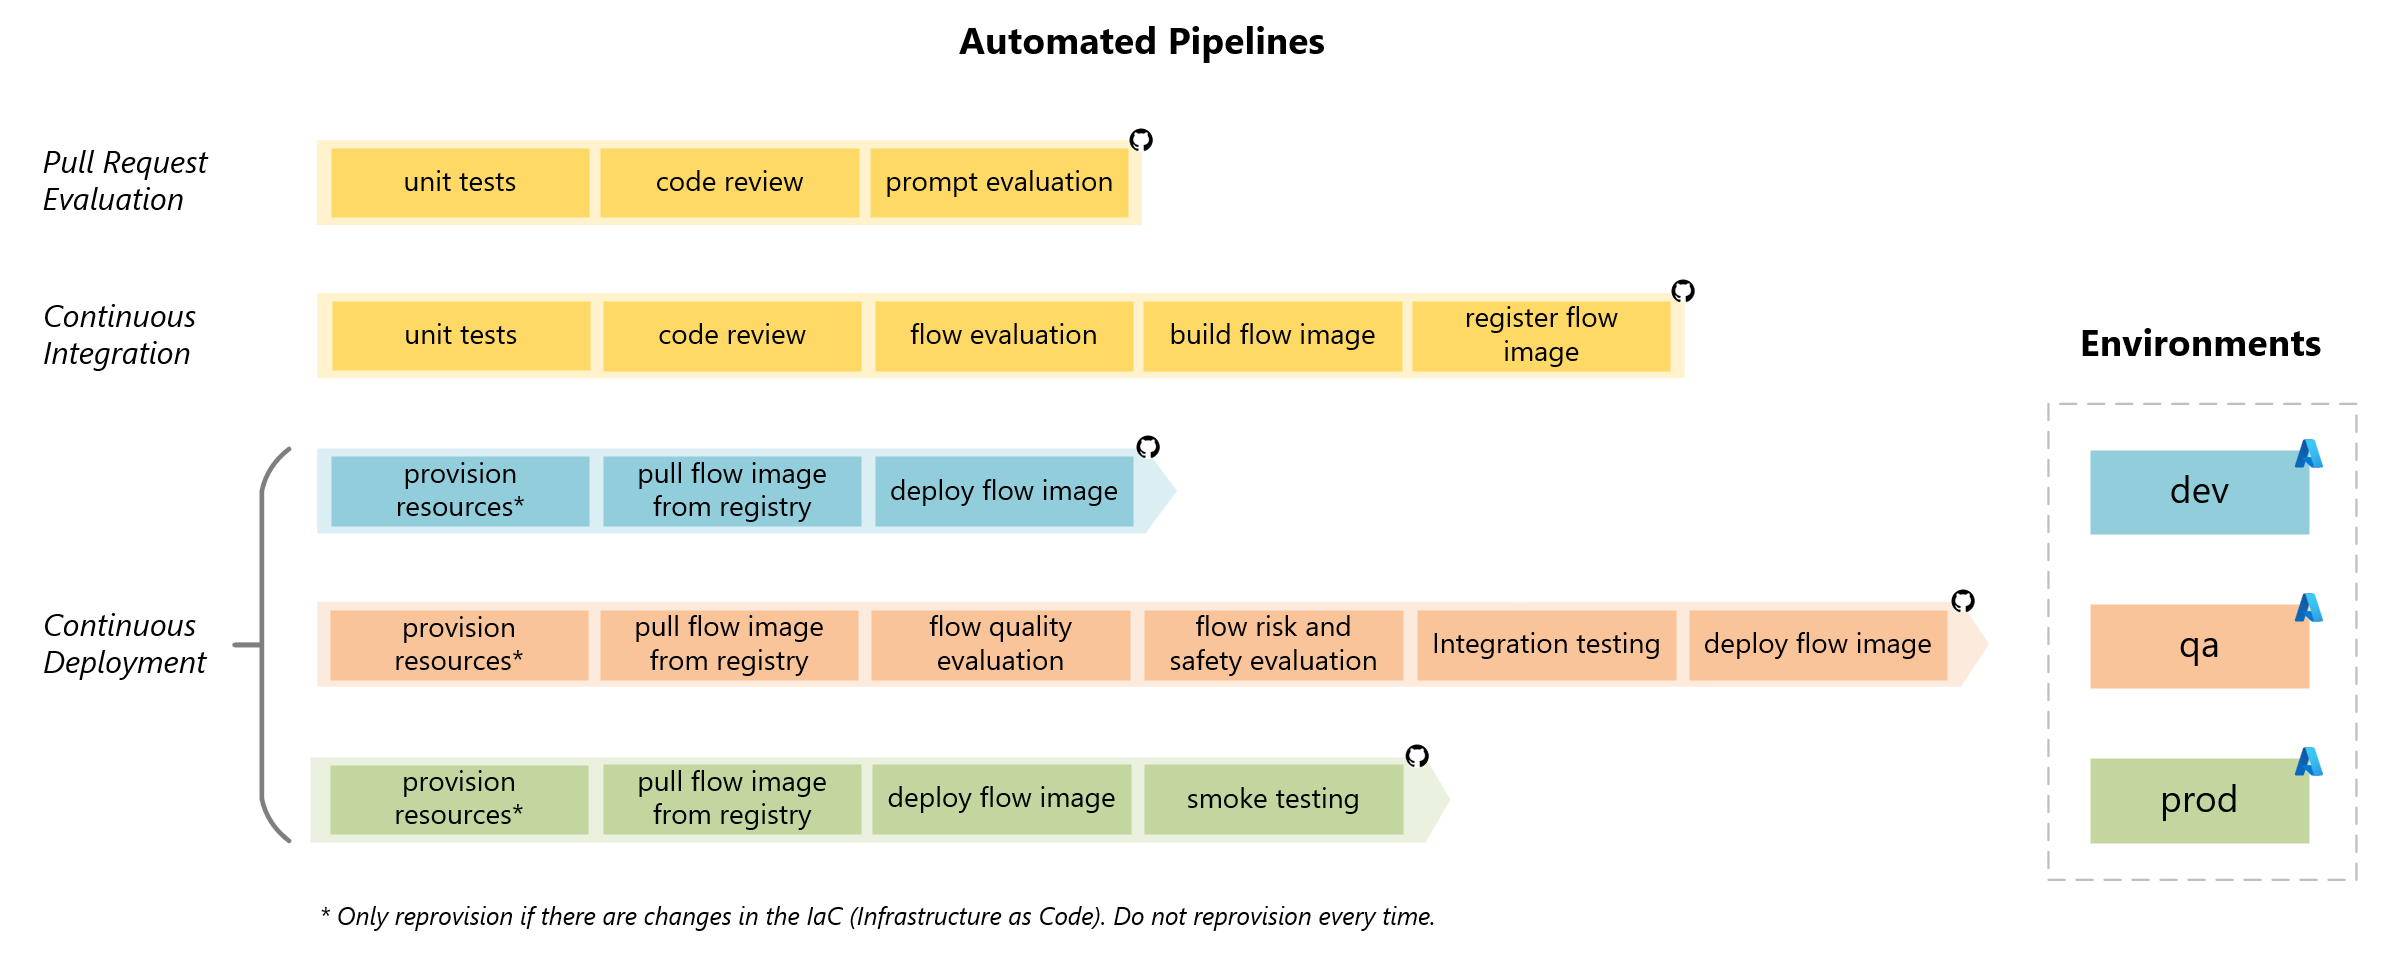 Automated Pipelines
Pull Request
Evaluation
unit tests
code review
prompt evaluation
Continuous
Integration
unit tests
code review
flow evaluation
build flow image
register flow
image
Environments
Continuous
Deployment
provision
resources*
pull flow image
from registry
deploy flow image
dev
provision
resources*
pull flow image
from registry
flow quality
evaluation
flow risk and
safety evaluation
Integration testing
deploy flow image
qa
provision
resources*
pull flow image
from registry
deploy flow image
smoke testing
prod
* Only reprovision if there are changes in the IaC (Infrastructure as Code). Do not reprovision every time.